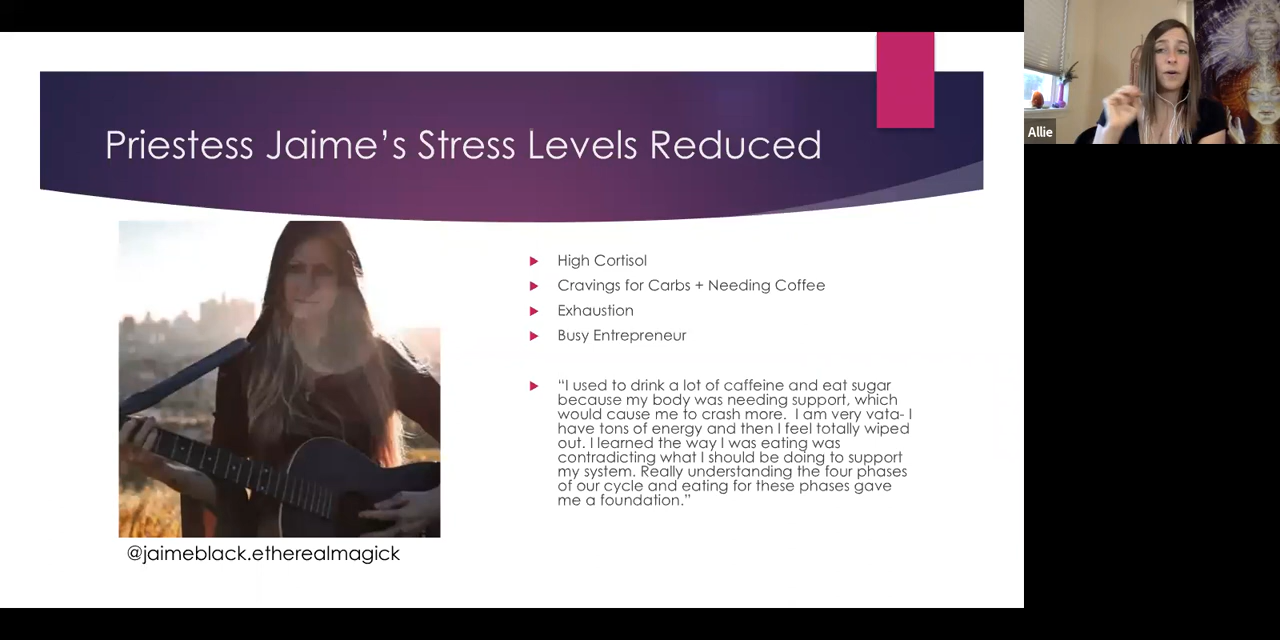 Priestess Jaime’s Stress Levels Reduced
Allie
High Cortisol
Cravings for Carbs + Needing Coffee
Exhaustion
Busy Entrepreneur
“I used to drink a lot of caffeine and eat sugar
because my body was needing support, which
would cause me to crash more.  I am very vata- I
have tons of energy and then I feel totally wiped
out. I learned the way I was eating was
contradicting what I should be doing to support
my system. Really understanding the four phases
of our cycle and eating for these phases gave
me a foundation.”
@jaimeblack.etherealmagick